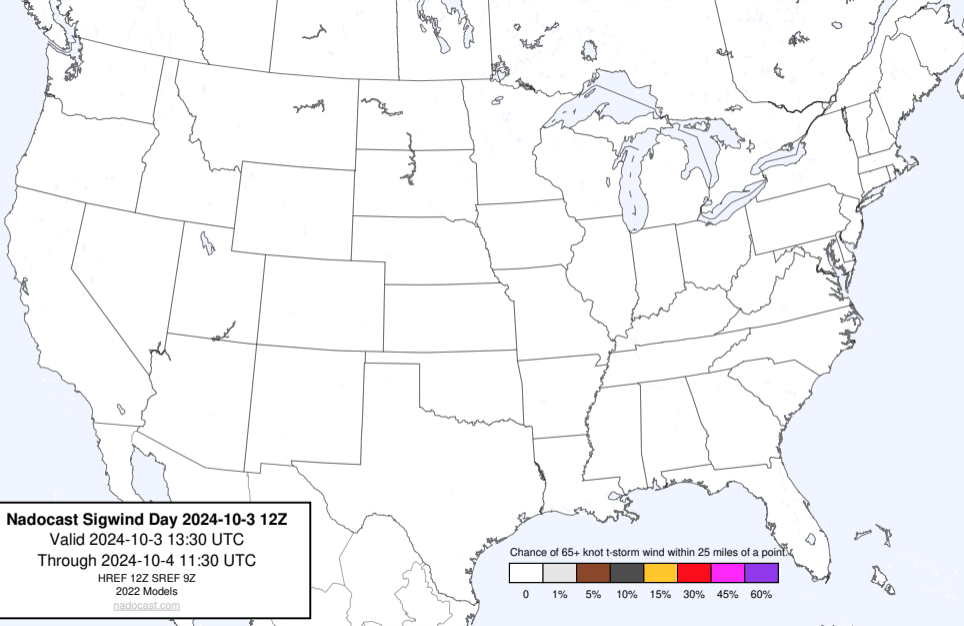 Nadocast Sigwind Day 2024-10-3 12Z
Valid 2024-10-3 13:30 UTC
Through 2024-10-4 11:30 UTC
HREF 12Z SREF 9Z
2022 Models
nadocast.com
Chance of 65+ knot t-storm wind within 25 miles of a point.
0 1% 5% 10% 15% 30% 45% 60%